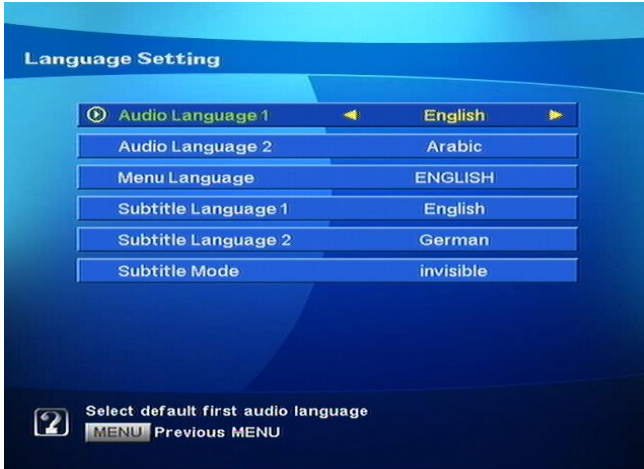 Language Setting
Audio Language 1 English
Audio Language 2 Arabic
Menu Language ENGLISH
Subtitle Language 1 English
Subtitle Language 2 German
Subtitle Mode invisible
Select default first audio language
MENU Previous MENU